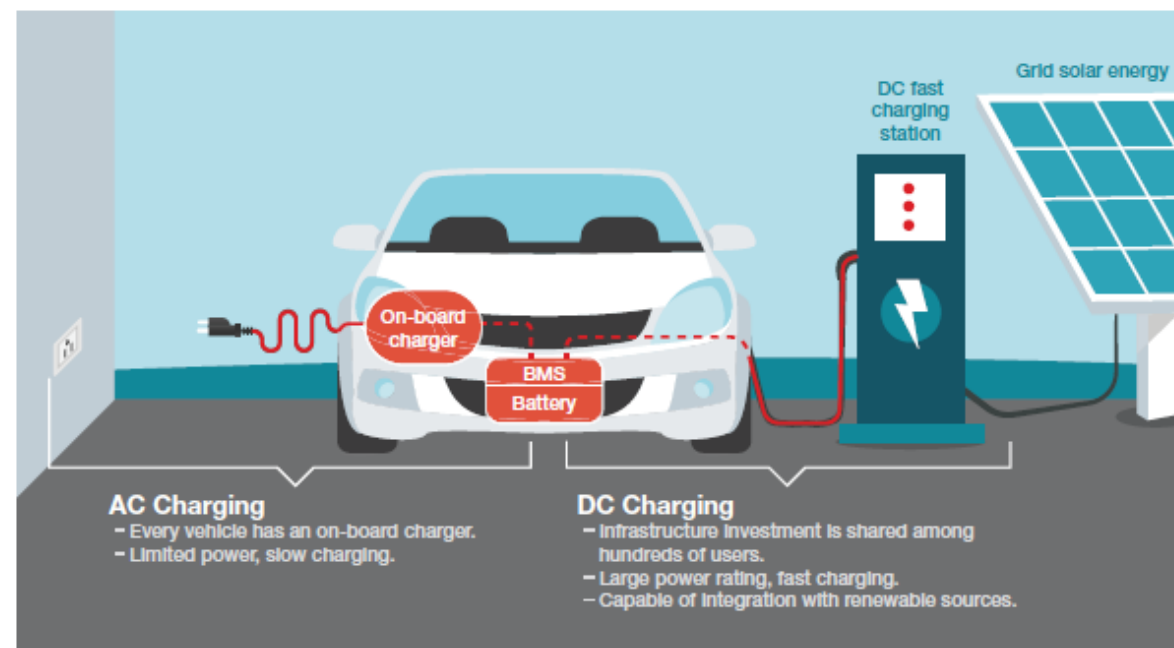 Grid solar energy
DC fast
charging
station
On-board
charger
BMS
Battery
AC Charging
– Every vehicle has an on-board charger.
– Limited power, slow charging.
DC Charging
– Infrastructure investment is shared among
hundreds of users.
– Large power rating, fast charging.
– Capable of integration with renewable sources.